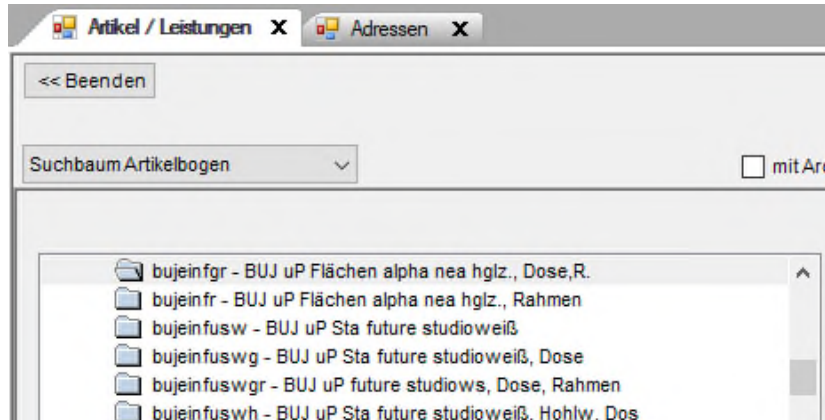 Artikel / Leistungen X Adressen X
<< Beenden
Suchbaum Artikelbogen mit Arc
bujeinfgr - BUJ uP Flächen alpha nea hglz., Dose,R.
bujeinfr - BUJ uP Flächen alpha nea hglz., Rahmen
bujeinfusw - BUJ uP Sta future studioweiß
bujeinfuswg - BUJ uP Sta future studioweiß, Dose
bujeinfuswgr - BUJ uP future studiows, Dose, Rahmen
bujeinfuswh - BUJ uP Sta future studioweiß, Hohlw. Dos